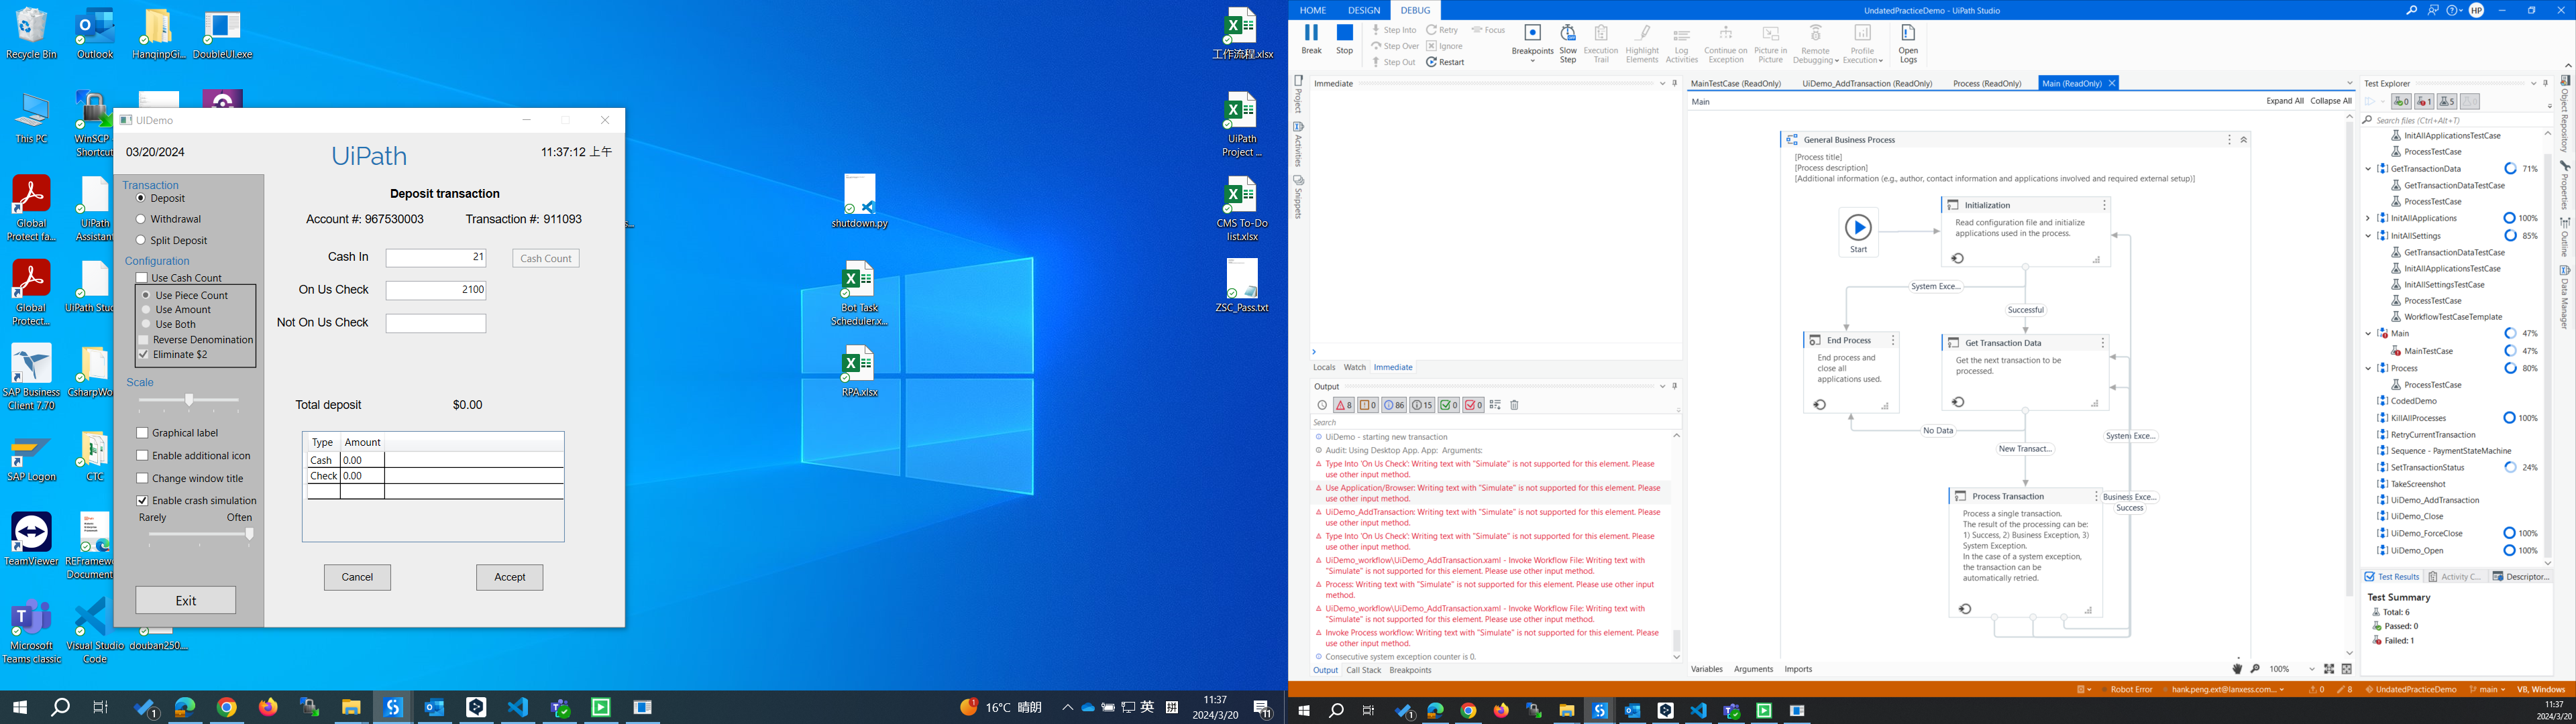 Recycle Bin
Outlook
HanqinpGi...
DoubleUI.exe
This PC
WinSCP
Shortcut
Global
Protect fa...
UiPath
Assistant
Global
Protect...
UiPath Stud
SAP Business
Client 7.70
CsharpWo
SAP Logon
CTC
TeamViewer
REFramew
Document
Microsoft
Teams classic
Visual Studio
Code
douban250....
UIDemo
03/20/2024
UiPath
11:37:12 上午
Transaction
Deposit
Withdrawal
Split Deposit
Configuration
Use Cash Count
Use Piece Count
Use Amount
Use Both
Reverse Denomination
Eliminate $2
Scale
Graphical label
Enable additional icon
Change window title
Enable crash simulation
Rarely
Often
Exit
Deposit transaction
Account #: 967530003
Transaction #: 911093
Cash In
21
Cash Count
On Us Check
2100
Not On Us Check
Total deposit
$0.00
Type Amount
Cash 0.00
Check 0.00
Cancel
Accept
s...
shutdown.py
Bot Task
Scheduler.x...
RPA.xlsx
工作流程.xlsx
UiPath
Project ...
CMS To-Do
list.xlsx
ZSC_Pass.txt
16°C 晴朗
英
拼
11:37
2024/3/20
11
HOME
DESIGN
DEBUG
UndatedPracticeDemo - UiPath Studio
HP
Break
Stop
Step Into
Step Over
Step Out
Retry
Ignore
Restart
Focus
Breakpoints
Slow
Step
Execution
Trail
Highlight
Elements
Log
Activities
Continue on
Exception
Picture in
Picture
Remote
Debugging
Profile
Execution
Open
Logs
Project
Activities
Snippets
Immediate
Locals
Watch
Immediate
Output
8
0
86
15
0
0
Search
UiDemo - starting new transaction
Audit: Using Desktop App. App: Arguments:
Type Into 'On Us Check': Writing text with "Simulate" is not supported for this element. Please
use other input method.
Use Application/Browser: Writing text with "Simulate" is not supported for this element. Please
use other input method.
UiDemo_AddTransaction: Writing text with "Simulate" is not supported for this element. Please
use other input method.
Type Into 'On Us Check': Writing text with "Simulate" is not supported for this element. Please
use other input method.
UiDemo_workflow\UiDemo_AddTransaction.xaml - Invoke Workflow File: Writing text with
"Simulate" is not supported for this element. Please use other input method.
Process: Writing text with "Simulate" is not supported for this element. Please use other input
method.
UiDemo_workflow\UiDemo_AddTransaction.xaml - Invoke Workflow File: Writing text with
"Simulate" is not supported for this element. Please use other input method.
Invoke Process workflow: Writing text with "Simulate" is not supported for this element. Please
use other input method.
Consecutive system exception counter is 0.
Output
Call Stack
Breakpoints
MainTestCase (ReadOnly)
UiDemo_AddTransaction (ReadOnly)
Process (ReadOnly)
Main (ReadOnly)
Main
Expand All
Collapse All
General Business Process
[Process title]
[Process description]
[Additional information (e.g., author, contact information and applications involved and required external setup)]
Start
Initialization
Read configuration file and initialize
applications used in the process.
System Exce...
Successful
End Process
End process and
close all
applications used.
Get Transaction Data
Get the next transaction to be
processed.
No Data
New Transact...
System Exce...
Business Exce...
Success
Process Transaction
Process a single transaction.
The result of the processing can be:
1) Success, 2) Business Exception, 3)
System Exception.
In the case of a system exception,
the transaction can be
automatically retried.
Variables
Arguments
Imports
100%
Test Explorer
0
1
5
Search files (Ctrl+Alt+T)
InitAllApplicationsTestCase
ProcessTestCase
GetTransactionData 71%
GetTransactionDataTestCase
ProcessTestCase
InitAllApplications 100%
InitAllSettings 85%
GetTransactionDataTestCase
InitAllApplicationsTestCase
InitAllSettingsTestCase
ProcessTestCase
WorkflowTestCaseTemplate
Main 47%
MainTestCase 47%
Process 80%
ProcessTestCase
CodedDemo
KillAllProcesses 100%
RetryCurrentTransaction
Sequence - PaymentStateMachine
SetTransactionStatus 24%
TakeScreenshot
UiDemo_AddTransaction
UiDemo_Close
UiDemo_ForceClose 100%
UiDemo_Open 100%
Test Results
Activity C...
Descriptor...
Test Summary
Total: 6
Passed: 0
Failed: 1
Object Repository
Properties
Outline
Data Manager
Robot Error
hank.peng.ext@lanxess.com...
0
8
UndatedPracticeDemo
main
VB, Windows
11:37
2024/3/20